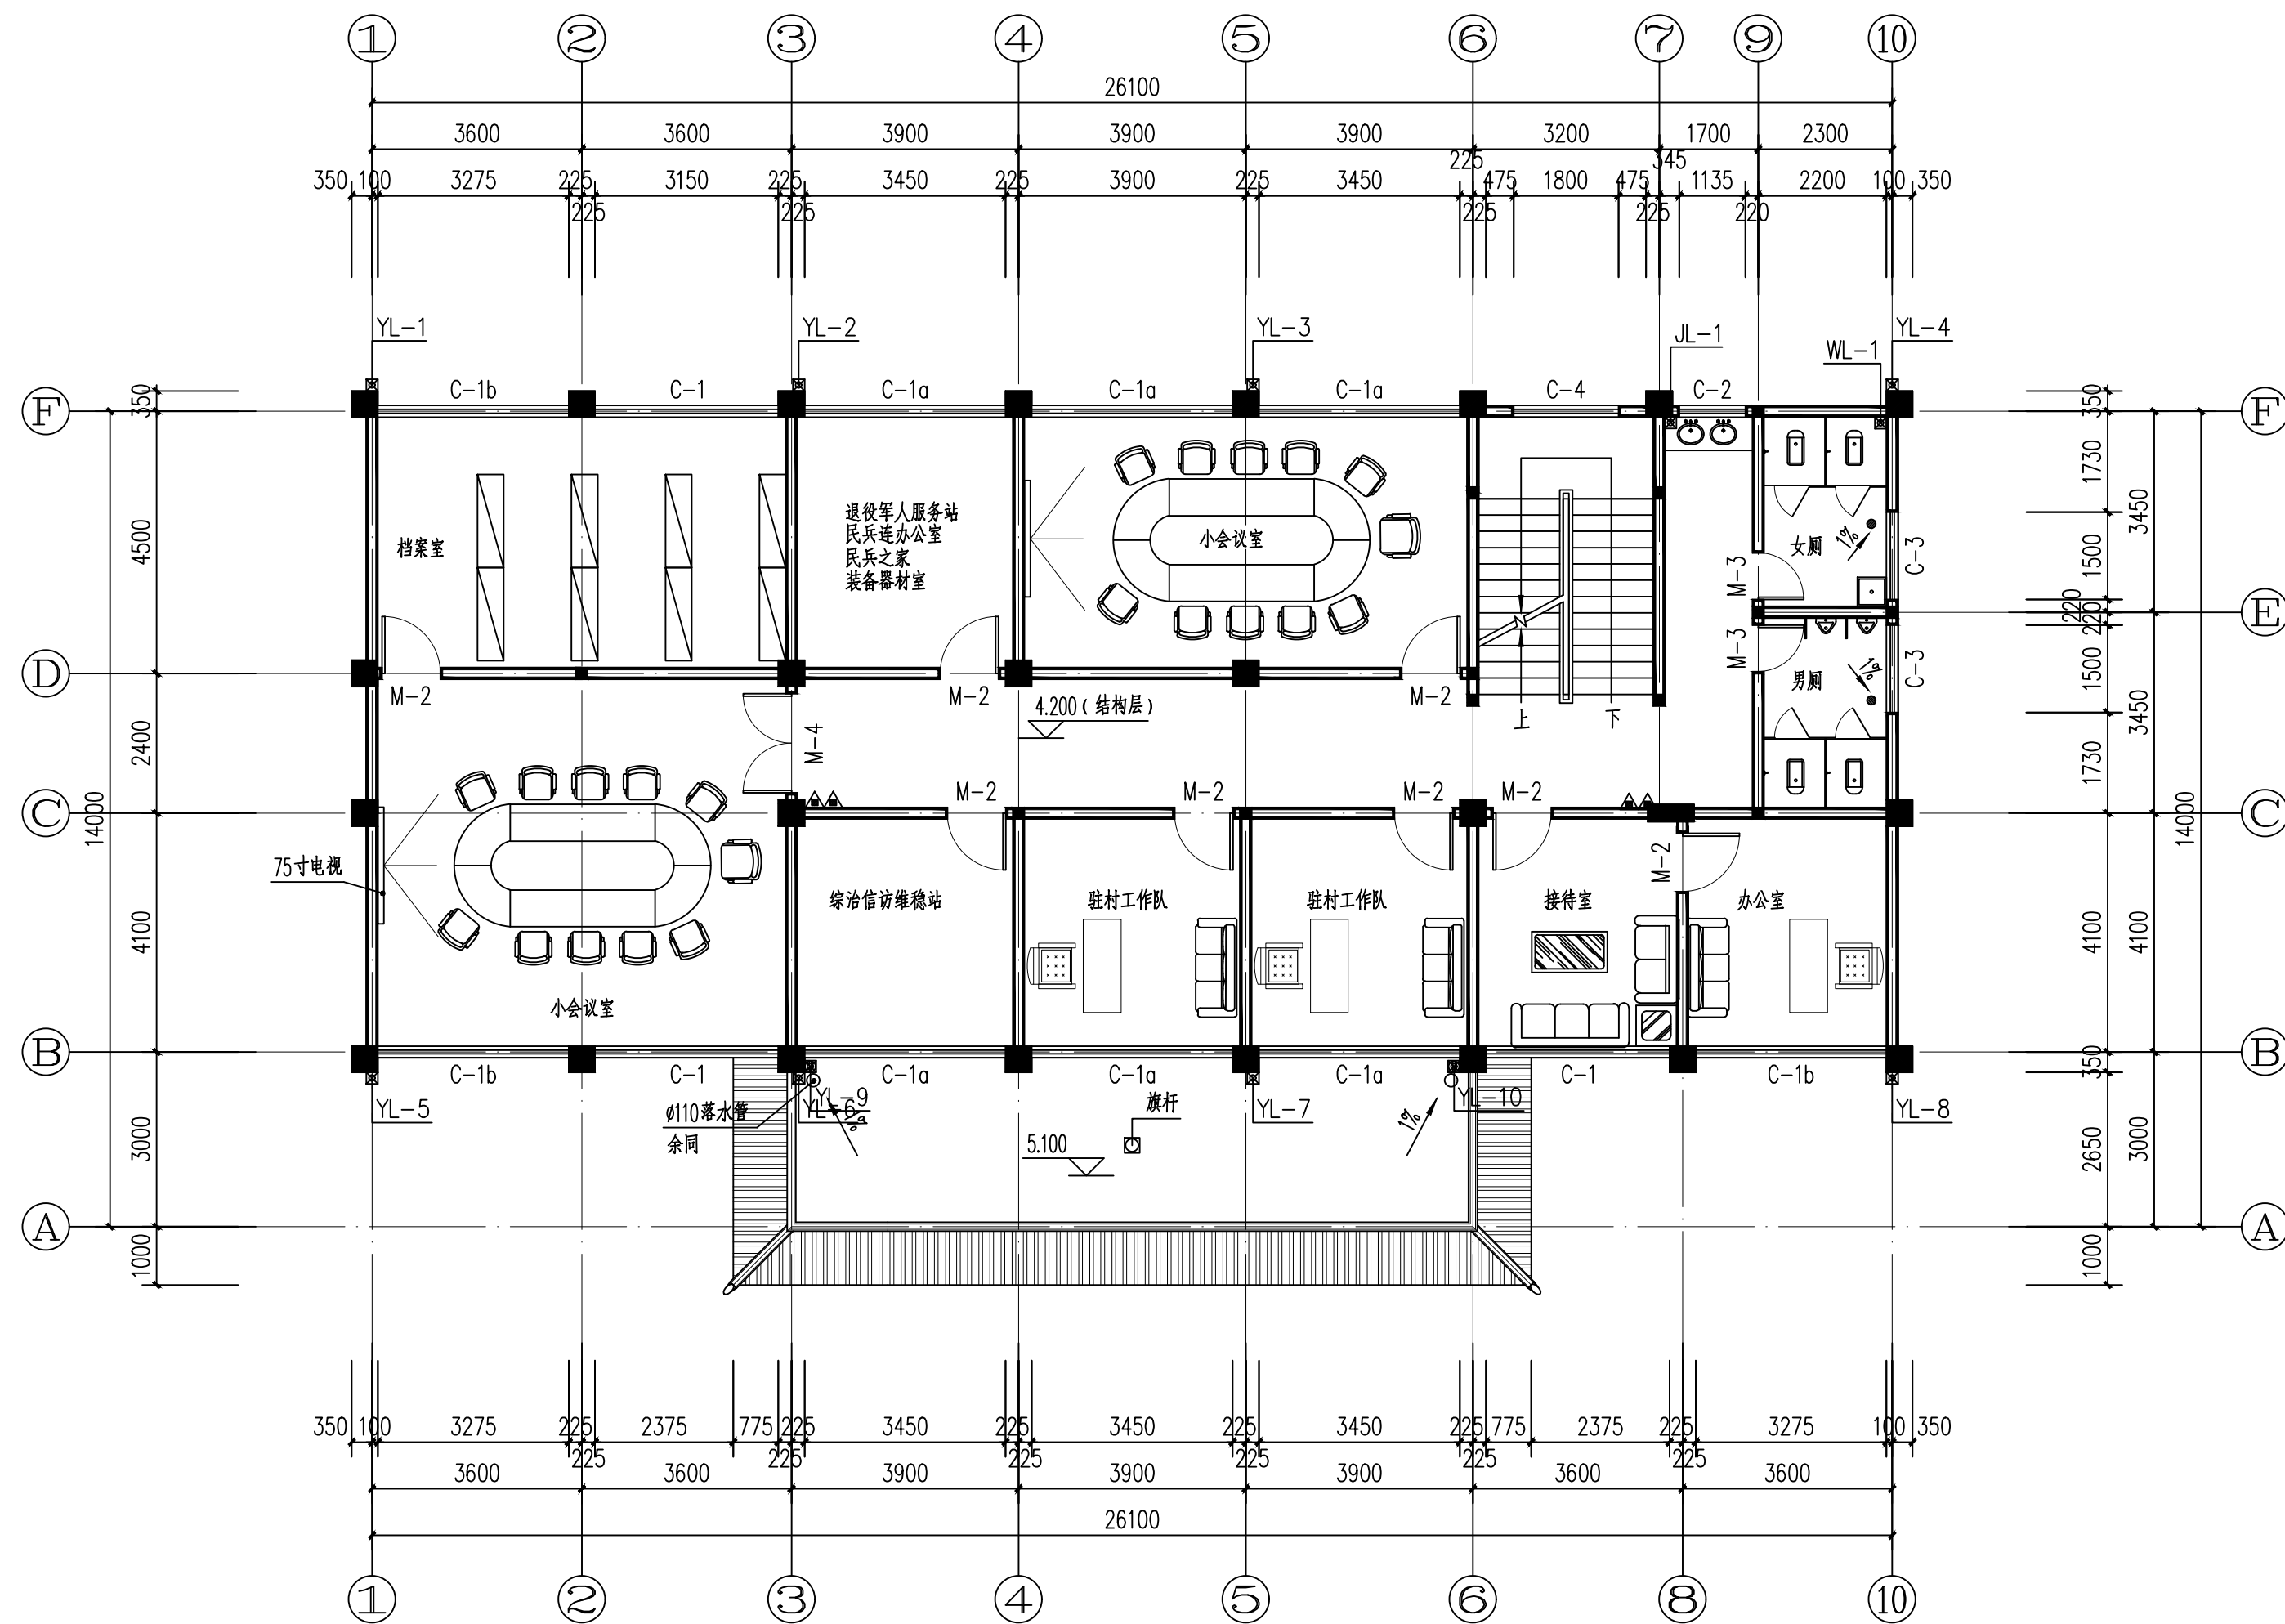 1 2 3 4 5 6 7 9 10
26100
3600 3600 3900 3900 3900 3200 1700 2300
225 345
350 100 3275 225 3150 225 3450 225 3900 225 3450 475 1800 475 1135 2200 100 350
225 225 225 225 220
YL-1 YL-2 YL-3 JL-1 WL-1 YL-4
C-1b C-1 C-1a C-1a C-1a C-4 C-2
F F
350 350
4500
档案室
退役军人服务站
民兵连办公室
民兵之家
装备器材室
小会议室
女厕 1%
M-3 C-3
1730 3450
1500
220
220
E
M-3 C-3
男厕 1%
1500 3450
1730
D
M-2 M-2 M-2
4.200(结构层)
上 下
M-4
2400
14000 14000
M-2 M-2 M-2 M-2
C C
75寸电视
M-2
综治信访维稳站 驻村工作队 驻村工作队 接待室 办公室
4100 4100 4100
小会议室
B B
C-1b C-1 C-1a C-1a C-1a C-1 C-1b
350
YL-5 YL-9 YL-6 YL-7 YL-10 YL-8
ø110落水管
余同
1% 1%
旗杆
5.100
3000 2650 3000
A A
1000 1000
350 100 3275 225 2375 775 225 3450 225 3450 225 3450 225 775 2375 225 3275 100 350
225 225 225 225 225 225
3600 3600 3900 3900 3900 3600 3600
26100
1 2 3 4 5 6 8 10